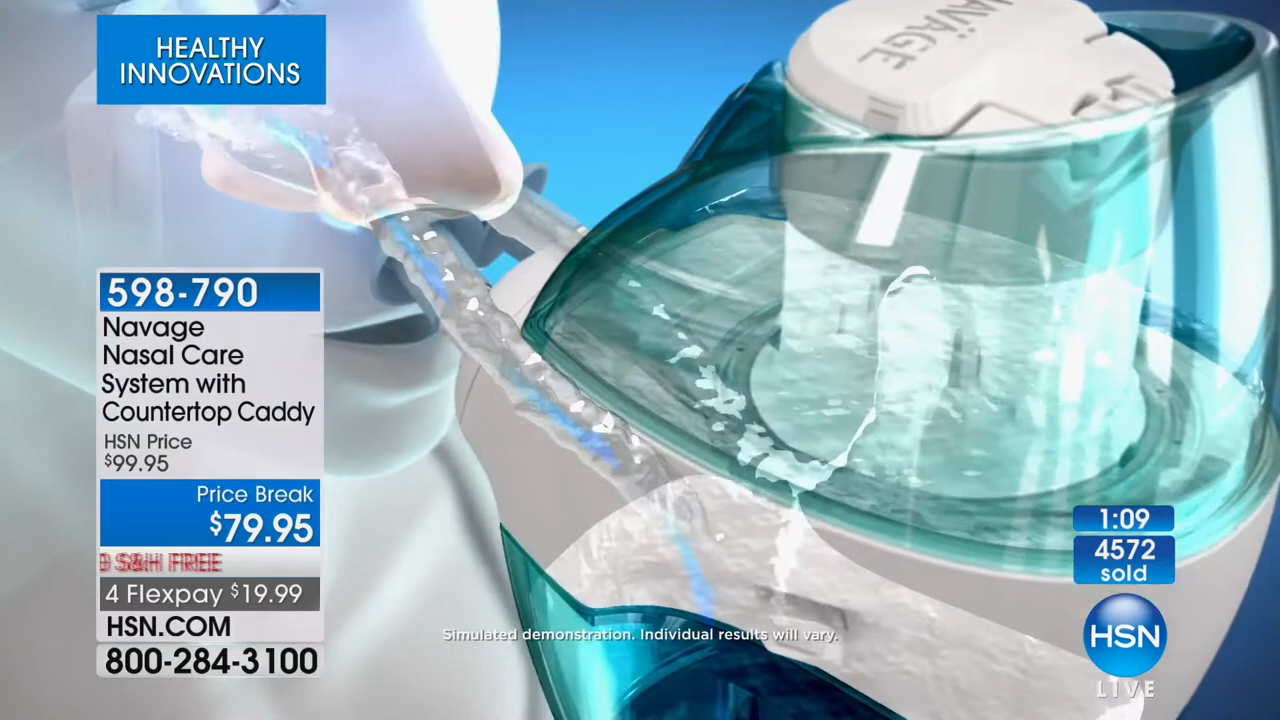 HEALTHY
INNOVATIONS
NAVAGE
598-790
Navage
Nasal Care
System with
Countertop Caddy
HSN Price
$99.95
Price Break
$79.95
S&H FREE
4 Flexpay $19.99
HSN.COM
800-284-3100
Simulated demonstration. Individual results will vary.
1:09
4572
sold
HSN
LIVE